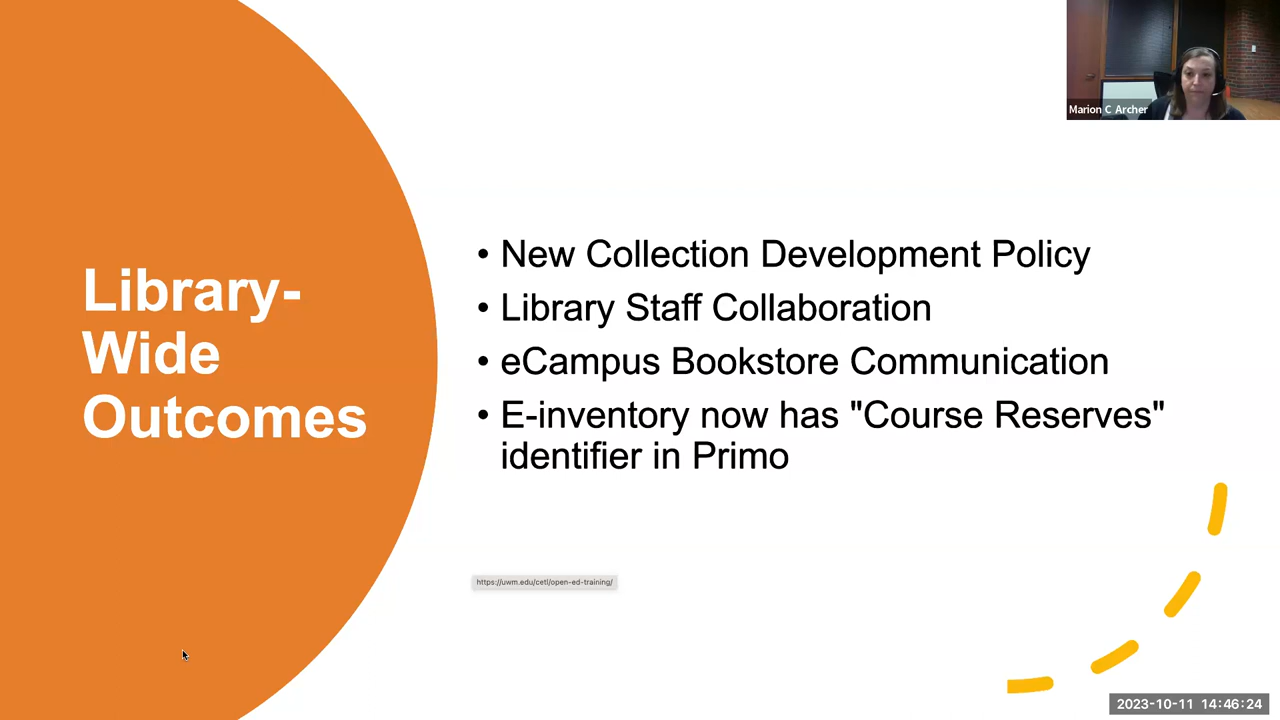 Marion C Archer
Library-
Wide
Outcomes
• New Collection Development Policy
• Library Staff Collaboration
• eCampus Bookstore Communication
• E-inventory now has "Course Reserves"
identifier in Primo
https://uwm.edu/cetl/open-ed-training/
2023-10-11 14:46:24